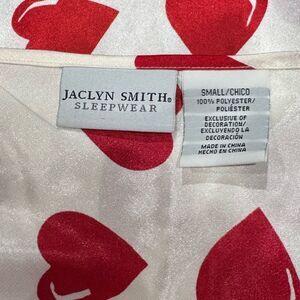 JACLYN SMITH®
SLEEPWEAR
SMALL/CHICO
100% POLYESTER/
POLIÉSTER
EXCLUSIVE OF
DECORATION/
EXCLUYENDO LA
DECORACIÓN
MADE IN CHINA
HECHO EN CHINA